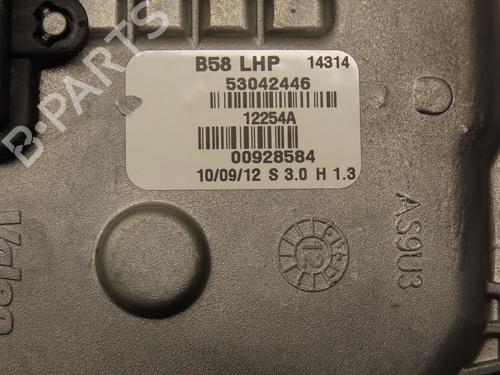 B58 LHP 14314
53042446
12254A
00928584
10/09/12 S 3.0 H 1.3
12
AS9U3
Valeo
B-PARTS